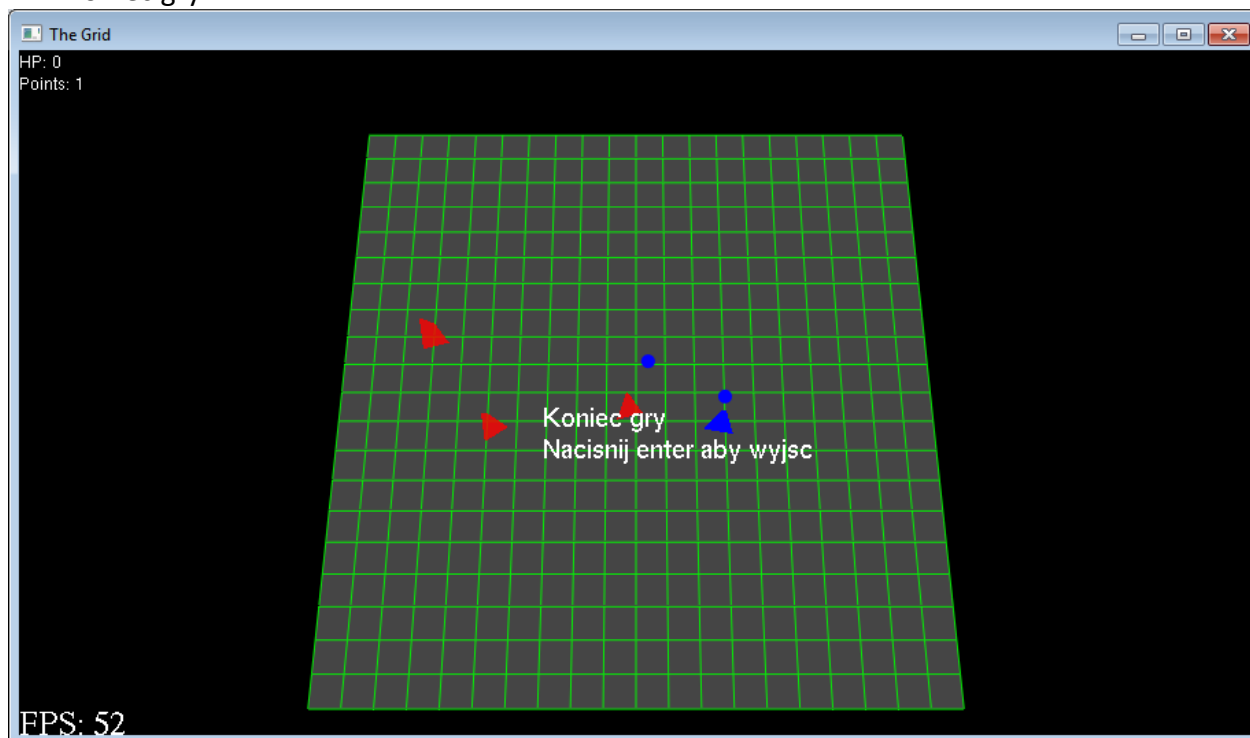 The Grid
HP: 0
Points: 1
Koniec gry
Nacisnij enter aby wyjsc
FPS: 52